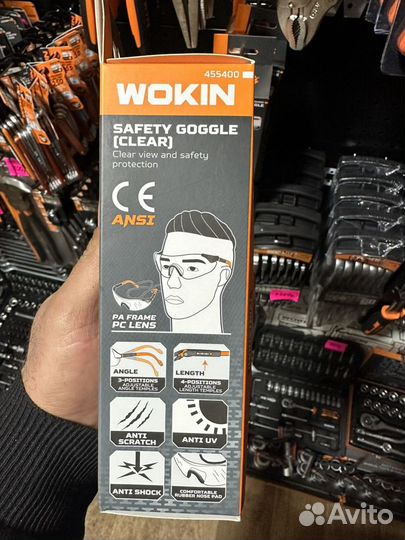 455400
WOKIN
SAFETY GOGGLE
(CLEAR)
Clear view and safety
protection
CE
ANSI
PA FRAME
PC LENS
ANGLE
3-POSITIONS
ADJUSTABLE
ANGLE TEMPLES
LENGTH
4-POSITIONS
ADJUSTABLE
LENGTH TEMPLES
ANTI
SCRATCH
ANTI UV
ANTI SHOCK
COMFORTABLE
RUBBER NOSE PAD
Avito